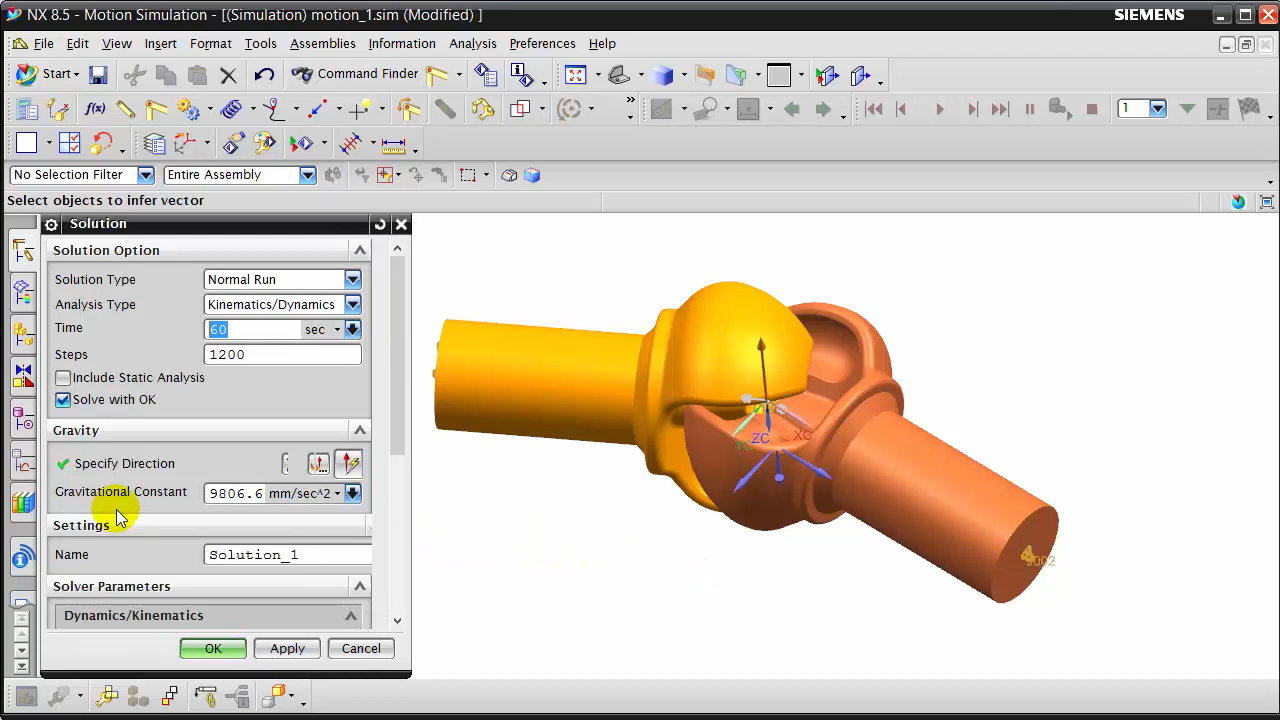 NX 8.5 - Motion Simulation - [(Simulation) motion_1.sim (Modified) ]
SIEMENS
File Edit View Insert Format Tools Assemblies Information Analysis Preferences Help
Start Command Finder
f(x) » 1
No Selection Filter Entire Assembly
Select objects to infer vector
Solution
Solution Option
Solution Type Normal Run
Analysis Type Kinematics/Dynamics
Time 60 sec
Steps 1200
Include Static Analysis
Solve with OK
Gravity
Specify Direction
Gravitational Constant 9806.6 mm/sec^2
Settings
Name Solution_1
Solver Parameters
Dynamics/Kinematics
OK Apply Cancel
YC ZC XC